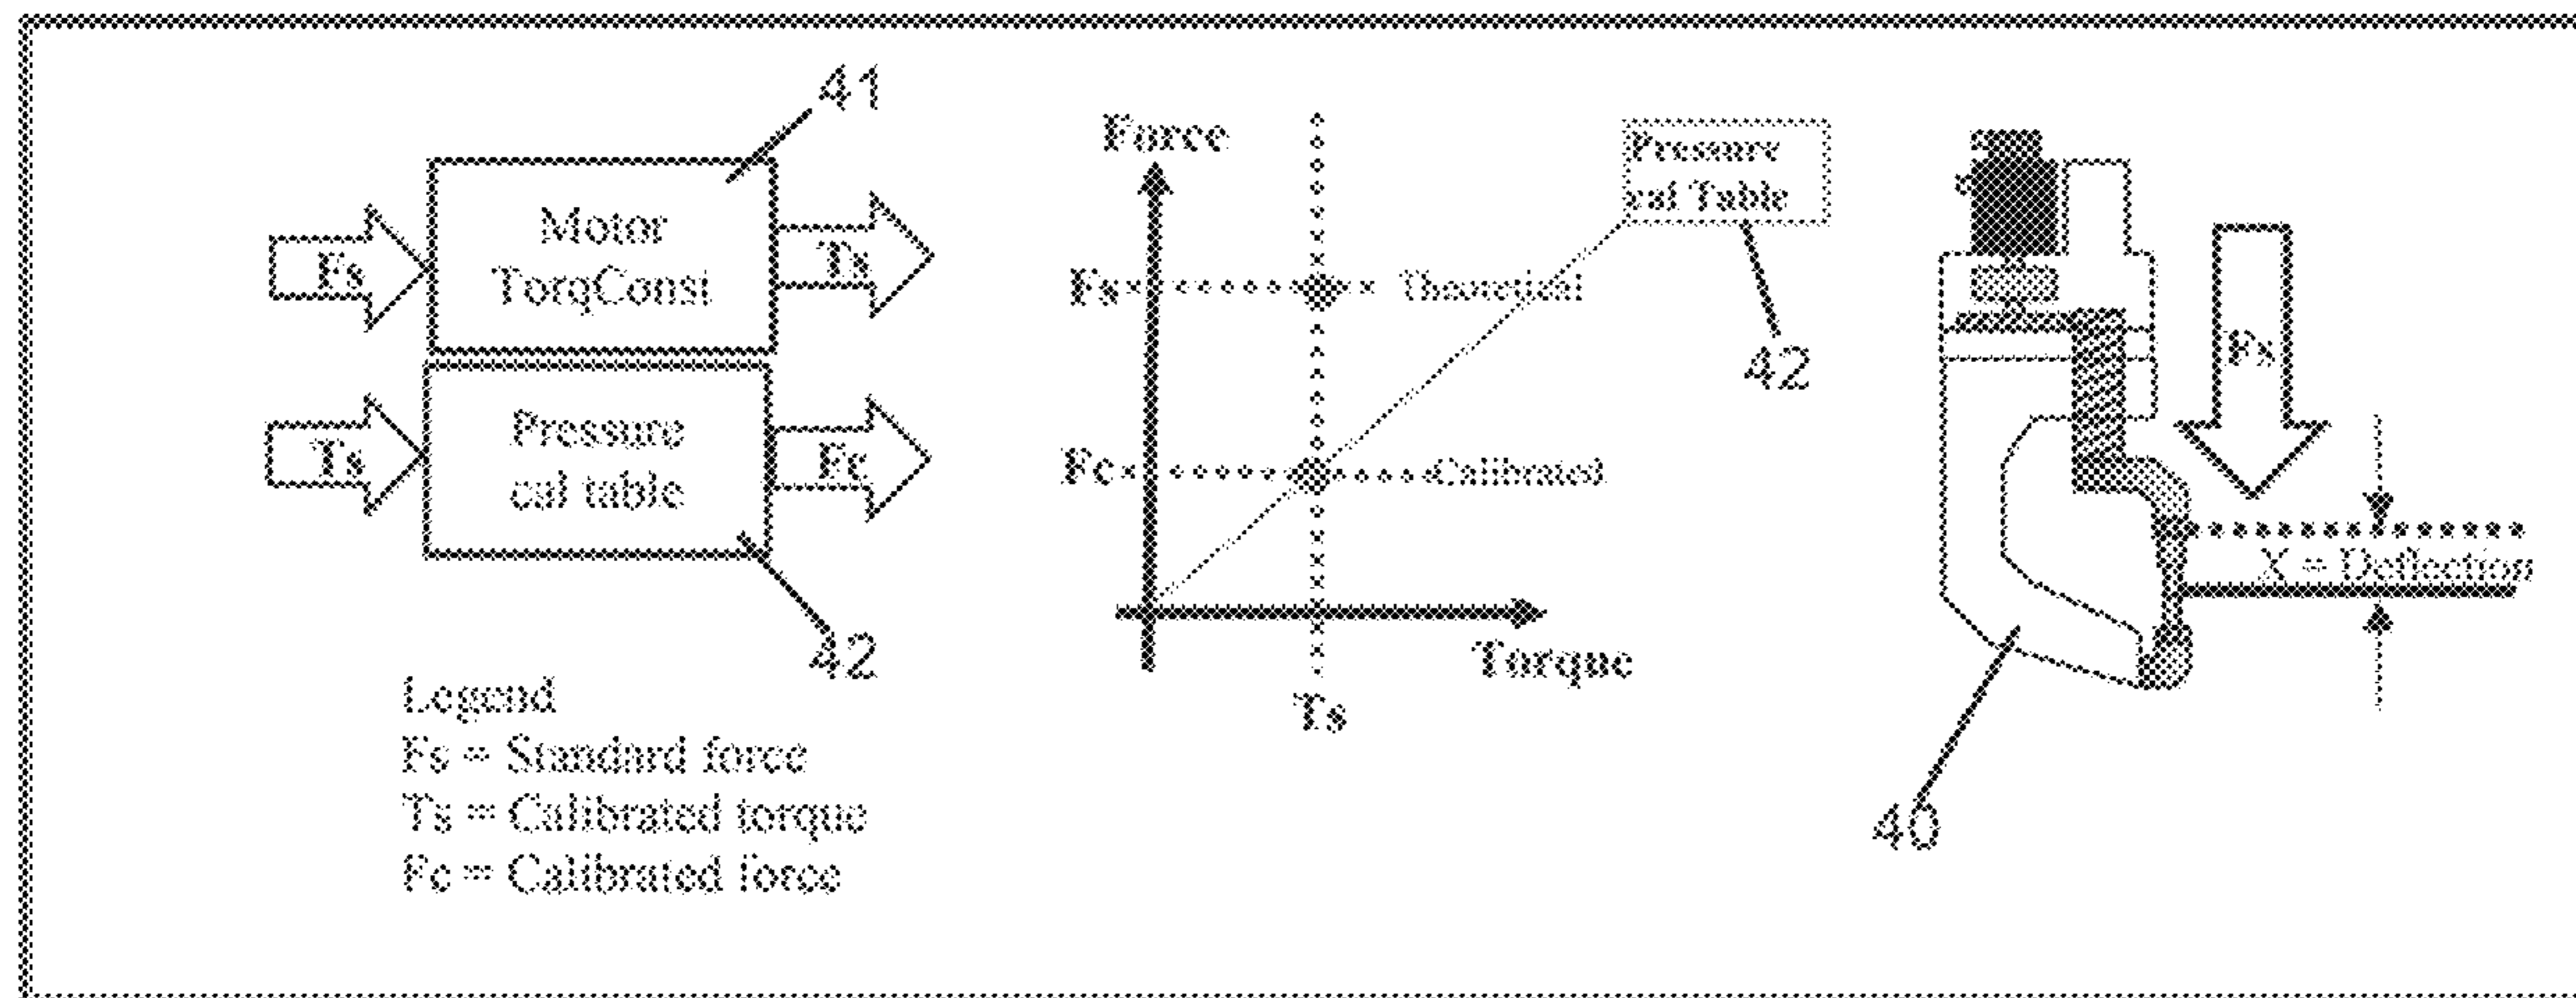 41
Fs
Motor
TorqConst
Ts
Ts
Pressure
cal table
Fc
42
Legend
Fs = Standard force
Ts = Calibrated torque
Fc = Calibrated force
Force
Pressure
cal Table
Fs
Theoretical
42
Fc
Calibrated
Torque
Ts
Fs
X = Deflection
40